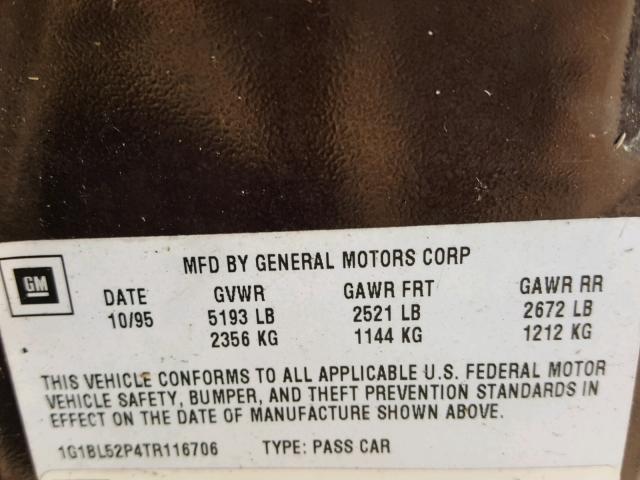 GM
MFD BY GENERAL MOTORS CORP
DATE GVWR GAWR FRT GAWR RR
10/95 5193 LB 2521 LB 2672 LB
2356 KG 1144 KG 1212 KG
THIS VEHICLE CONFORMS TO ALL APPLICABLE U.S. FEDERAL MOTOR
VEHICLE SAFETY, BUMPER, AND THEFT PREVENTION STANDARDS IN
EFFECT ON THE DATE OF MANUFACTURE SHOWN ABOVE.
1G1BL52P4TR116706 TYPE: PASS CAR